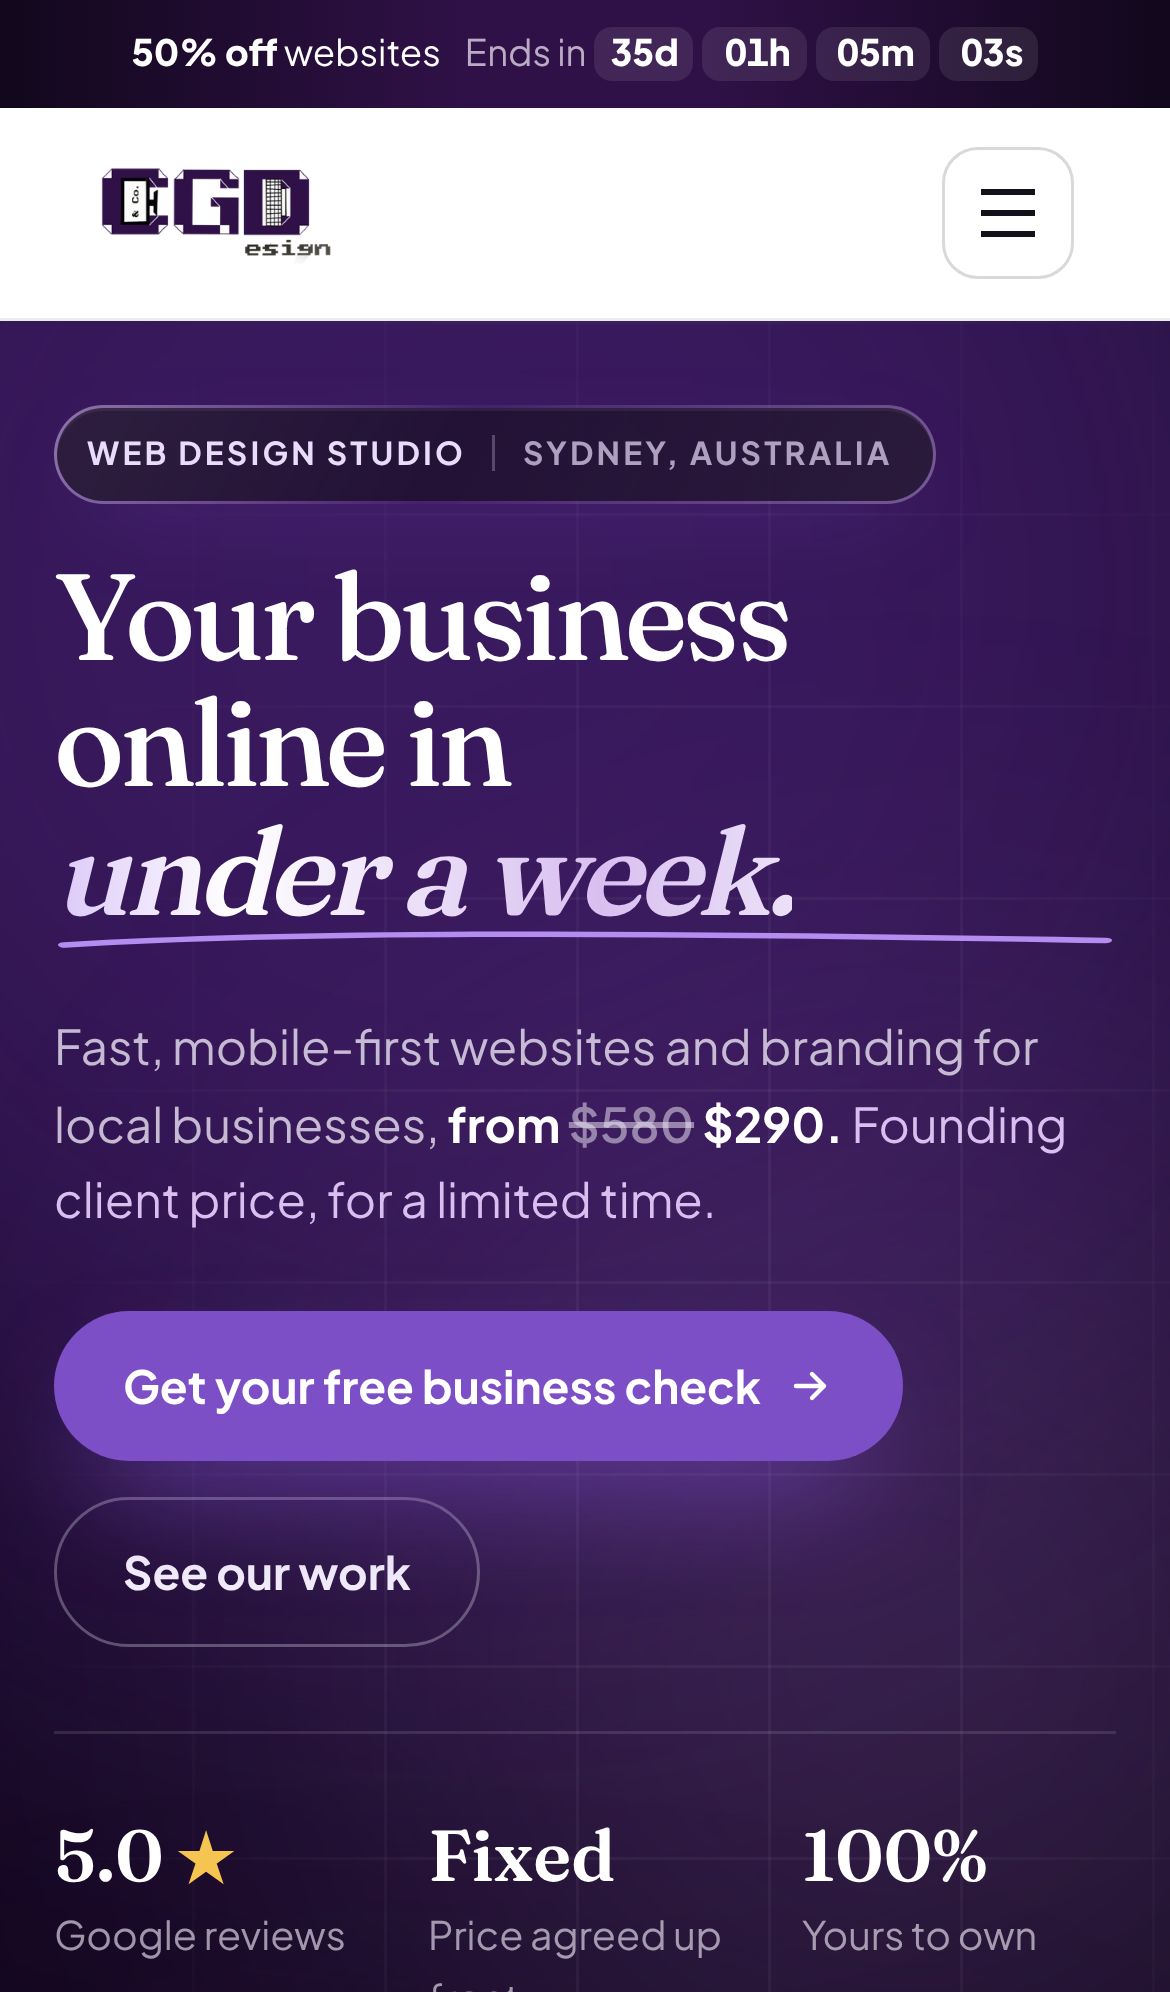 50% off websites Ends in 35d 01h 05m 03s
& Co.
CGD
esign
WEB DESIGN STUDIO | SYDNEY, AUSTRALIA
Your business
online in
under a week.
Fast, mobile-first websites and branding for
local businesses, from $580 $290. Founding
client price, for a limited time.
Get your free business check →
See our work
5.0 ★ Fixed 100%
Google reviews Price agreed up Yours to own